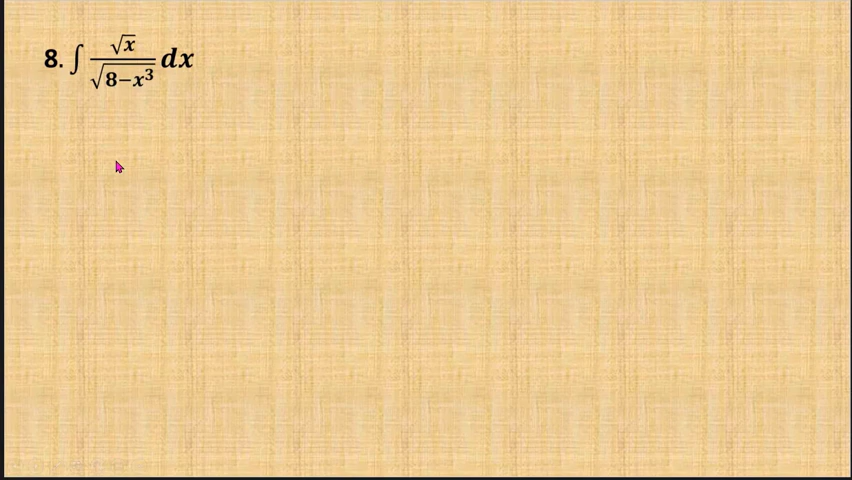 8. ∫ √x / √(8−x³) dx